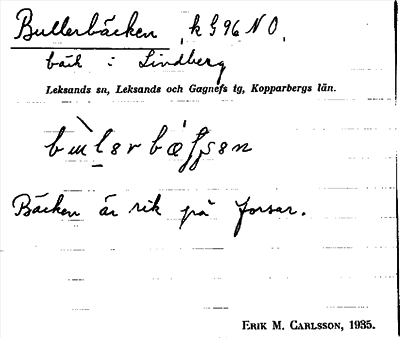 Bullerbäcken k G 96 N O,
bäck i Lindberg
Leksands sn, Leksands och Gagnefs tg, Kopparbergs län.
Bäcken är rik på forsar.
ERIK M. CARLSSON, 1935.